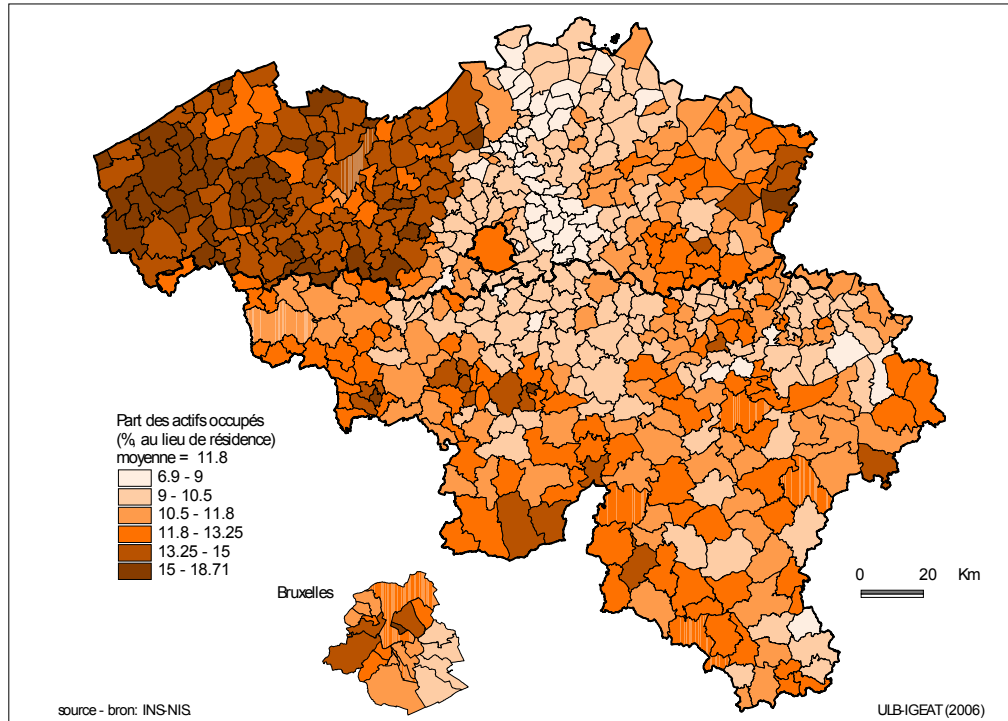 Part des actifs occupés
(%, au lieu de résidence)
moyenne = 11.8
6.9 - 9
9 - 10.5
10.5 - 11.8
11.8 - 13.25
13.25 - 15
15 - 18.71
Bruxelles
0 20 Km
source - bron: INS-NIS.
ULB-IGEAT (2006)